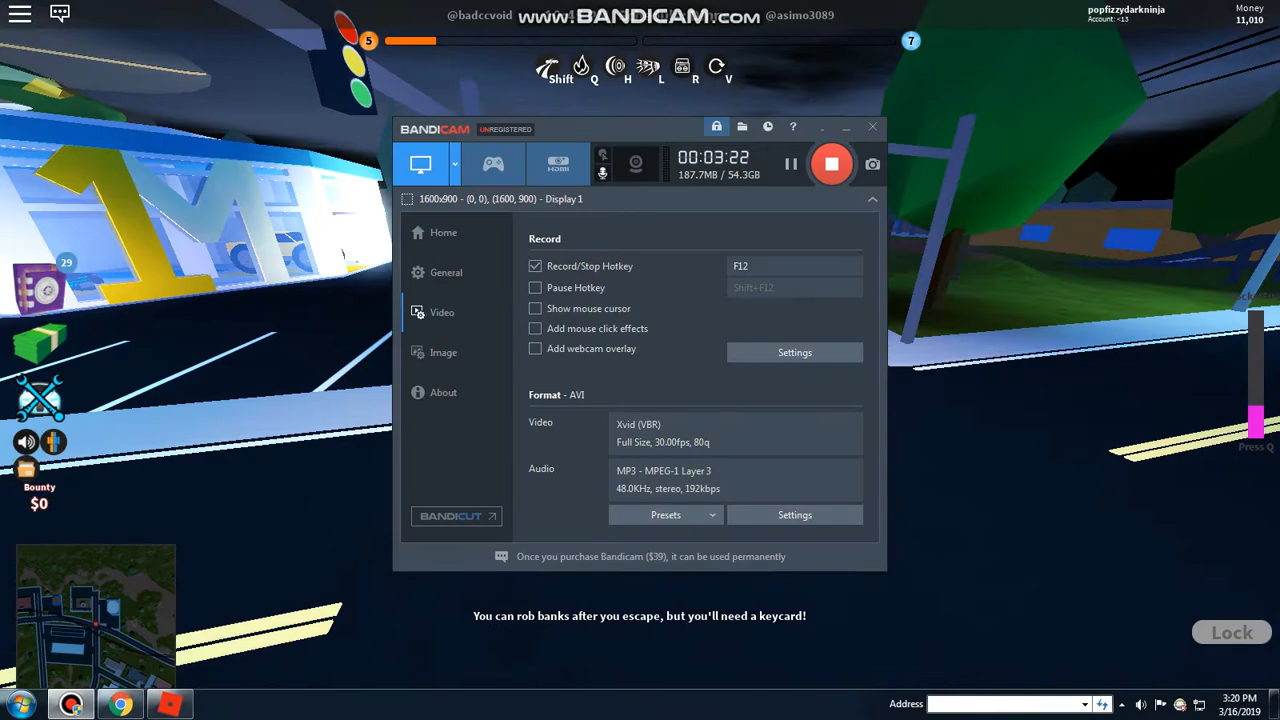 @badccvoid
www.BANDICAM.com
@asimo3089
popfizzydarkninja
Account: <13
Money
11,010
5
7
Shift
Q
H
L
R
V
BANDICAM UNREGISTERED
00:03:22
187.7MB / 54.3GB
HDMI
1600x900 - (0, 0), (1600, 900) - Display 1
Home
General
Video
Image
About
BANDICUT
Record
Record/Stop Hotkey F12
Pause Hotkey Shift+F12
Show mouse cursor
Add mouse click effects
Add webcam overlay
Settings
Format - AVI
Video
Xvid (VBR)
Full Size, 30.00fps, 80q
Audio
MP3 - MPEG-1 Layer 3
48.0KHz, stereo, 192kbps
Presets
Settings
Once you purchase Bandicam ($39), it can be used permanently
1M
29
Bounty
$0
Press Q
You can rob banks after you escape, but you'll need a keycard!
Lock
Address
3:20 PM
3/16/2019